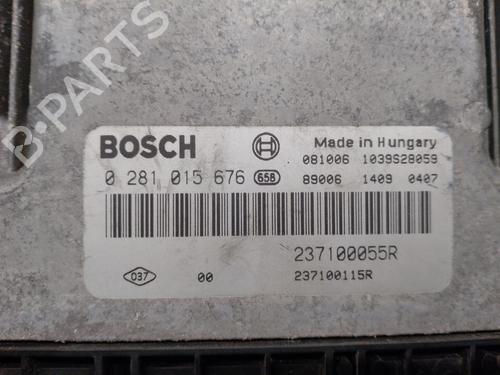 B-PARTS
BOSCH Made in Hungary
081006 1039S28059
0 281 015 676 658 89006 1409 0407
237100055R
037 00 237100115R